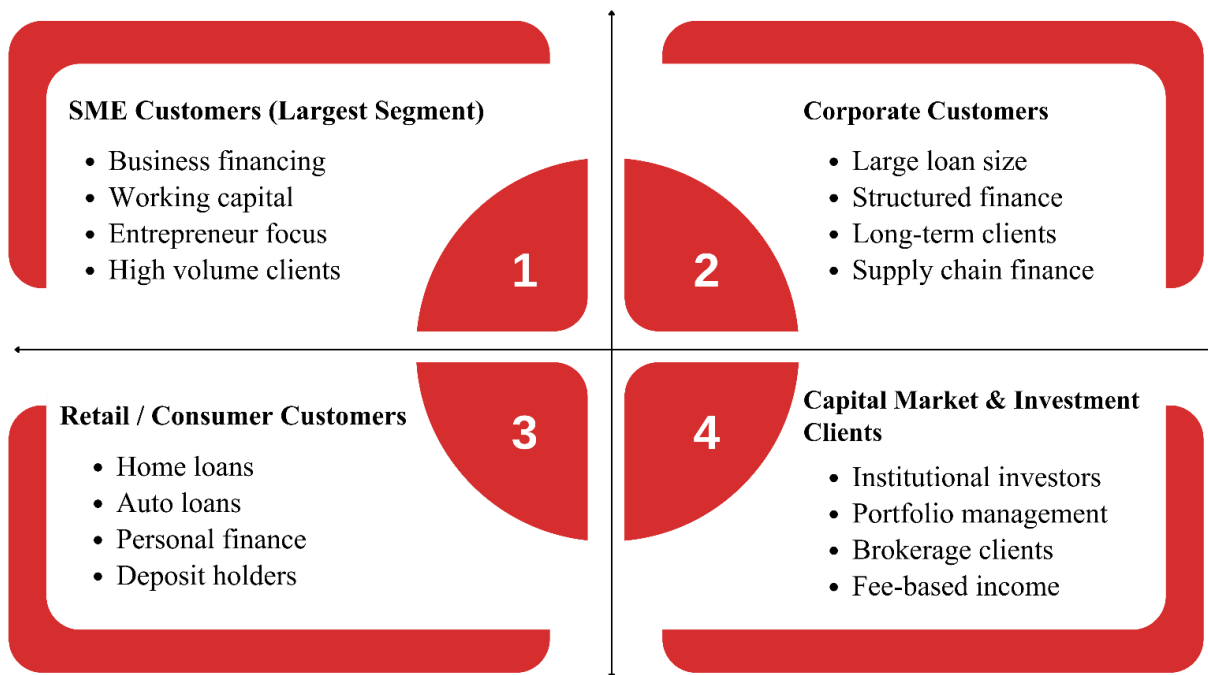 SME Customers (Largest Segment)
• Business financing
• Working capital
• Entrepreneur focus
• High volume clients
1
Corporate Customers
• Large loan size
• Structured finance
• Long-term clients
• Supply chain finance
2
Retail / Consumer Customers
• Home loans
• Auto loans
• Personal finance
• Deposit holders
3
Capital Market & Investment
Clients
• Institutional investors
• Portfolio management
• Brokerage clients
• Fee-based income
4